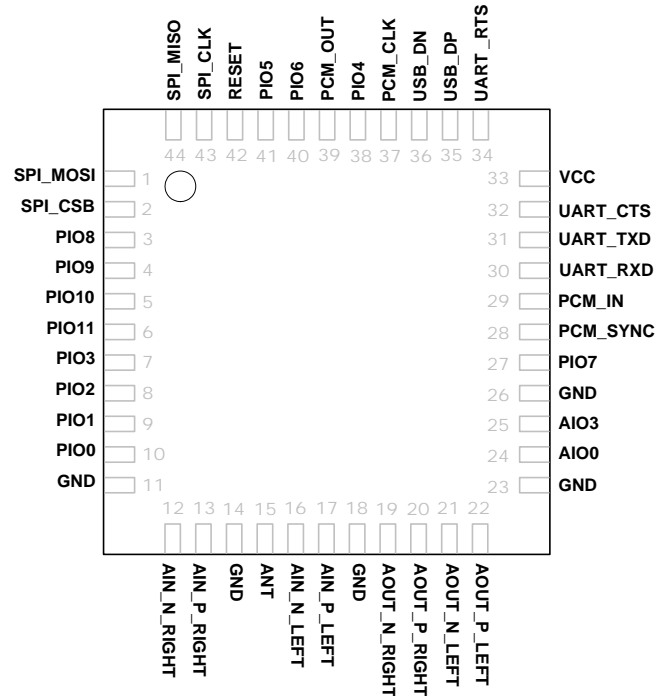 SPI_MISO
SPI_CLK
RESET
PIO5
PIO6
PCM_OUT
PIO4
PCM_CLK
USB_DN
USB_DP
UART _RTS
44 43 42 41 40 39 38 37 36 35 34
SPI_MOSI 1 33 VCC
SPI_CSB 2 32 UART_CTS
PIO8 3 31 UART_TXD
PIO9 4 30 UART_RXD
PIO10 5 29 PCM_IN
PIO11 6 28 PCM_SYNC
PIO3 7 27 PIO7
PIO2 8 26 GND
PIO1 9 25 AIO3
PIO0 10 24 AIO0
GND 11 23 GND
12 13 14 15 16 17 18 19 20 21 22
AIN_N_RIGHT
AIN_P_RIGHT
GND
ANT
AIN_N_LEFT
AIN_P_LEFT
GND
AOUT_N_RIGHT
AOUT_P_RIGHT
AOUT_N_LEFT
AOUT_P_LEFT